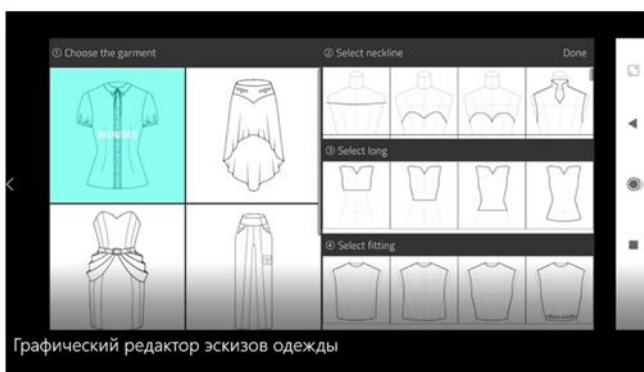 ① Choose the garment
② Select neckline
Done
BLOUSES
③ Select long
④ Select fitting
Графический редактор эскизов одежды